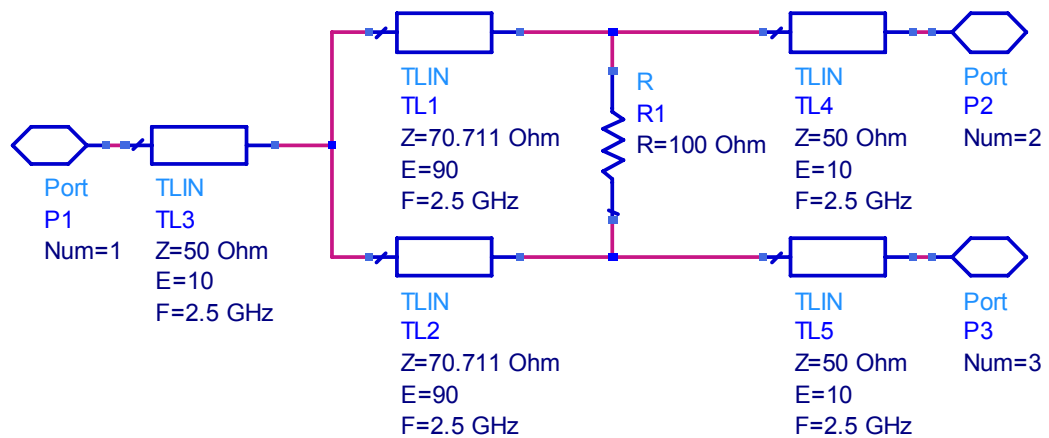 TLIN
TL1
Z=70.711 Ohm
E=90
F=2.5 GHz
R
R1
R=100 Ohm
TLIN
TL4
Z=50 Ohm
E=10
F=2.5 GHz
Port
P2
Num=2
Port
P1
Num=1
TLIN
TL3
Z=50 Ohm
E=10
F=2.5 GHz
TLIN
TL2
Z=70.711 Ohm
E=90
F=2.5 GHz
TLIN
TL5
Z=50 Ohm
E=10
F=2.5 GHz
Port
P3
Num=3